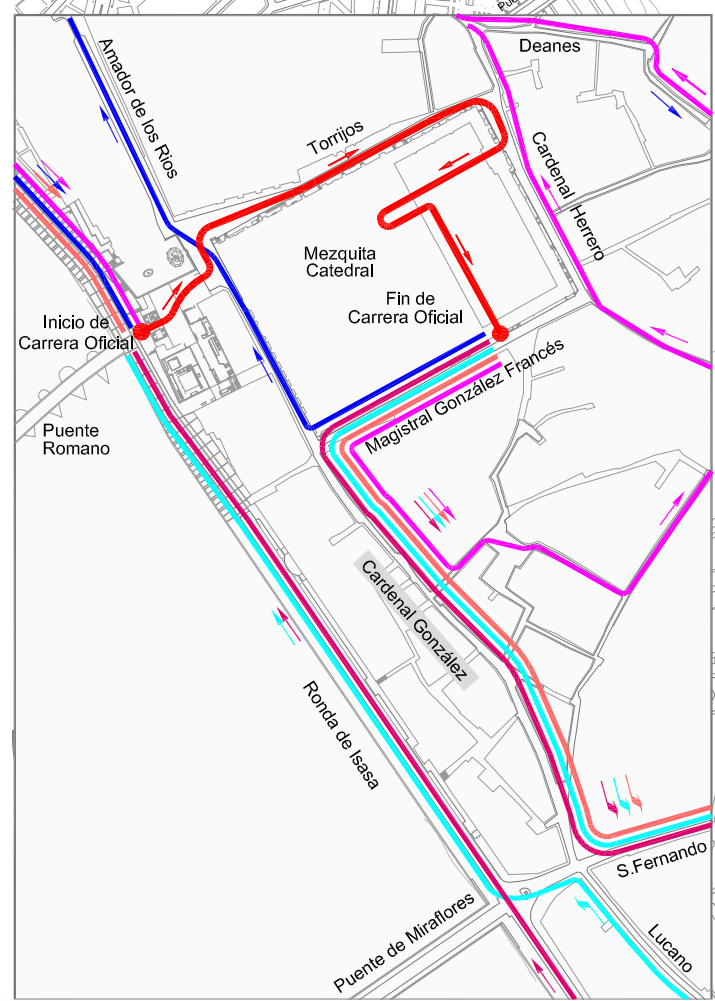 Deanes
Amador de los Rios
Torrijos
Cardenal Herrero
Mezquita
Catedral
Fin de
Carrera Oficial
Inicio de
Carrera Oficial
Magistral González Francés
Puente
Romano
Cardenal González
Ronda de Isasa
S.Fernando
Puente de Miraflores
Lucano